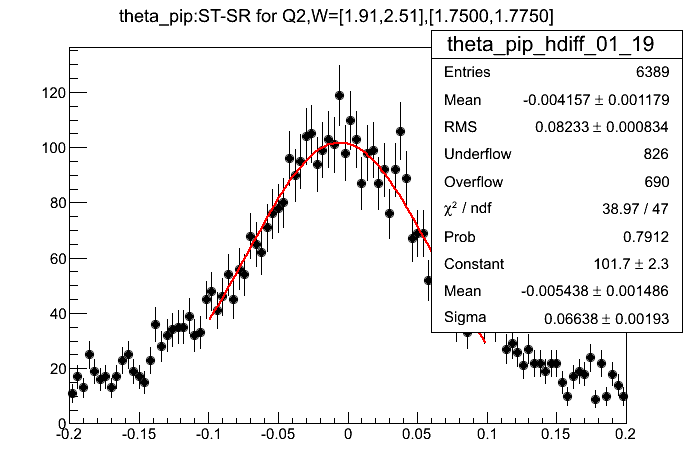 theta_pip:ST-SR for Q2,W=[1.91,2.51],[1.7500,1.7750]
theta_pip_hdiff_01_19
Entries 6389
Mean -0.004157 ± 0.001179
RMS 0.08233 ± 0.000834
Underflow 826
Overflow 690
χ² / ndf 38.97 / 47
Prob 0.7912
Constant 101.7 ± 2.3
Mean -0.005438 ± 0.001486
Sigma 0.06638 ± 0.00193
120
100
80
60
40
20
0
-0.2 -0.15 -0.1 -0.05 0 0.05 0.1 0.15 0.2